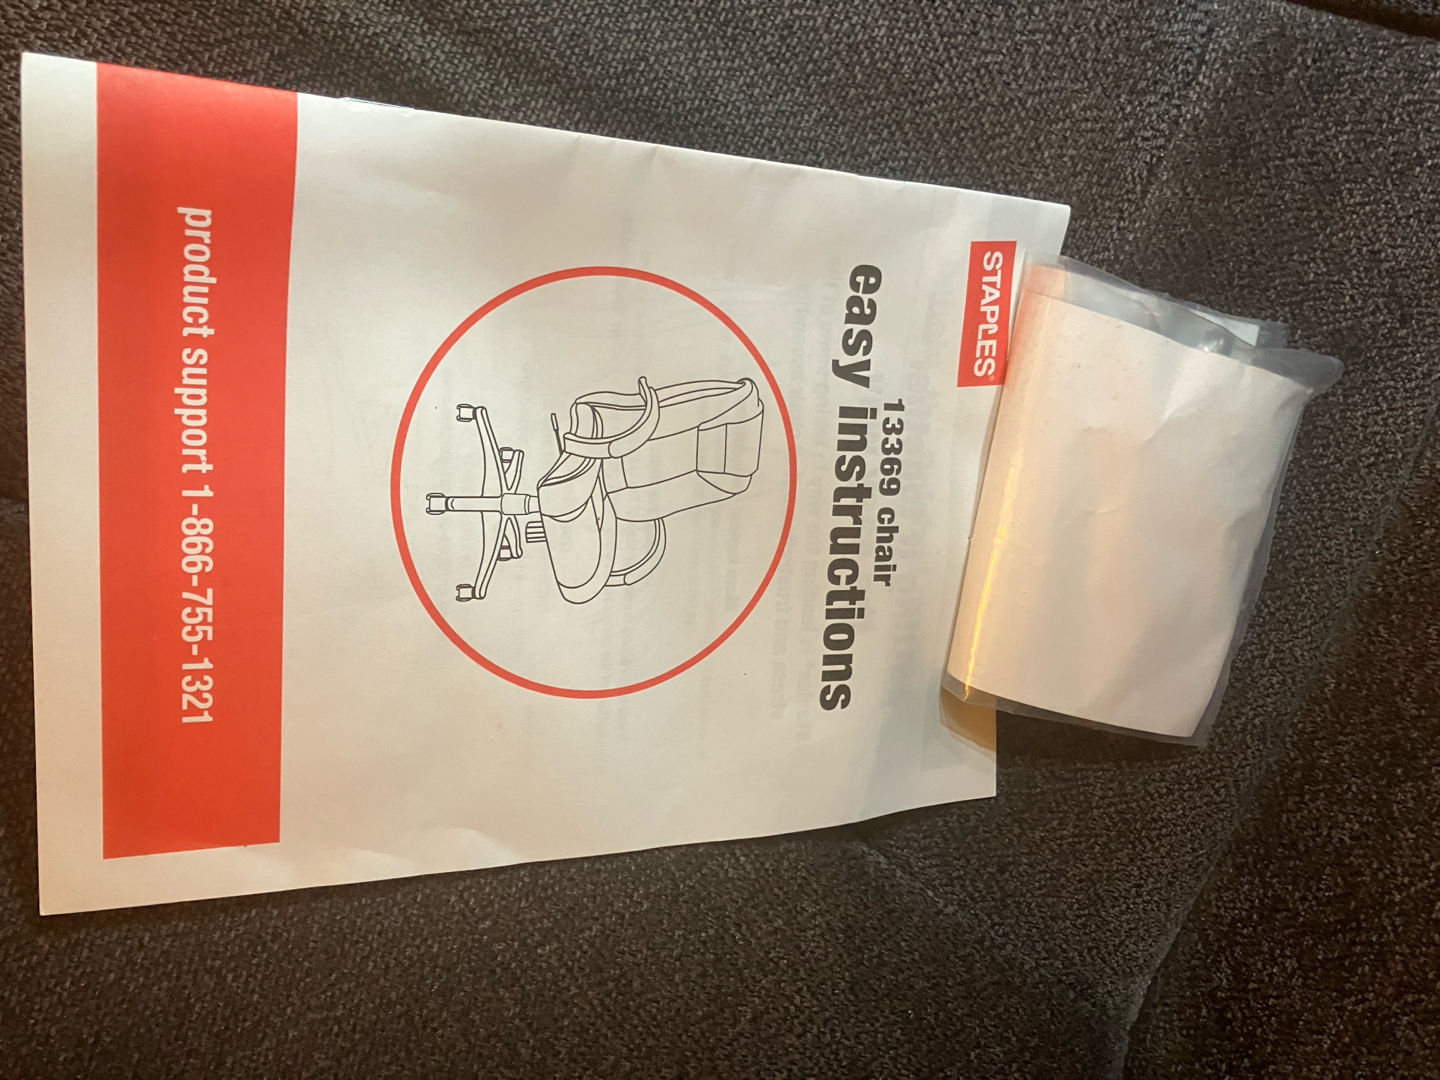 STAPLES®
13369 chair
easy instructions
product support 1-866-755-1321